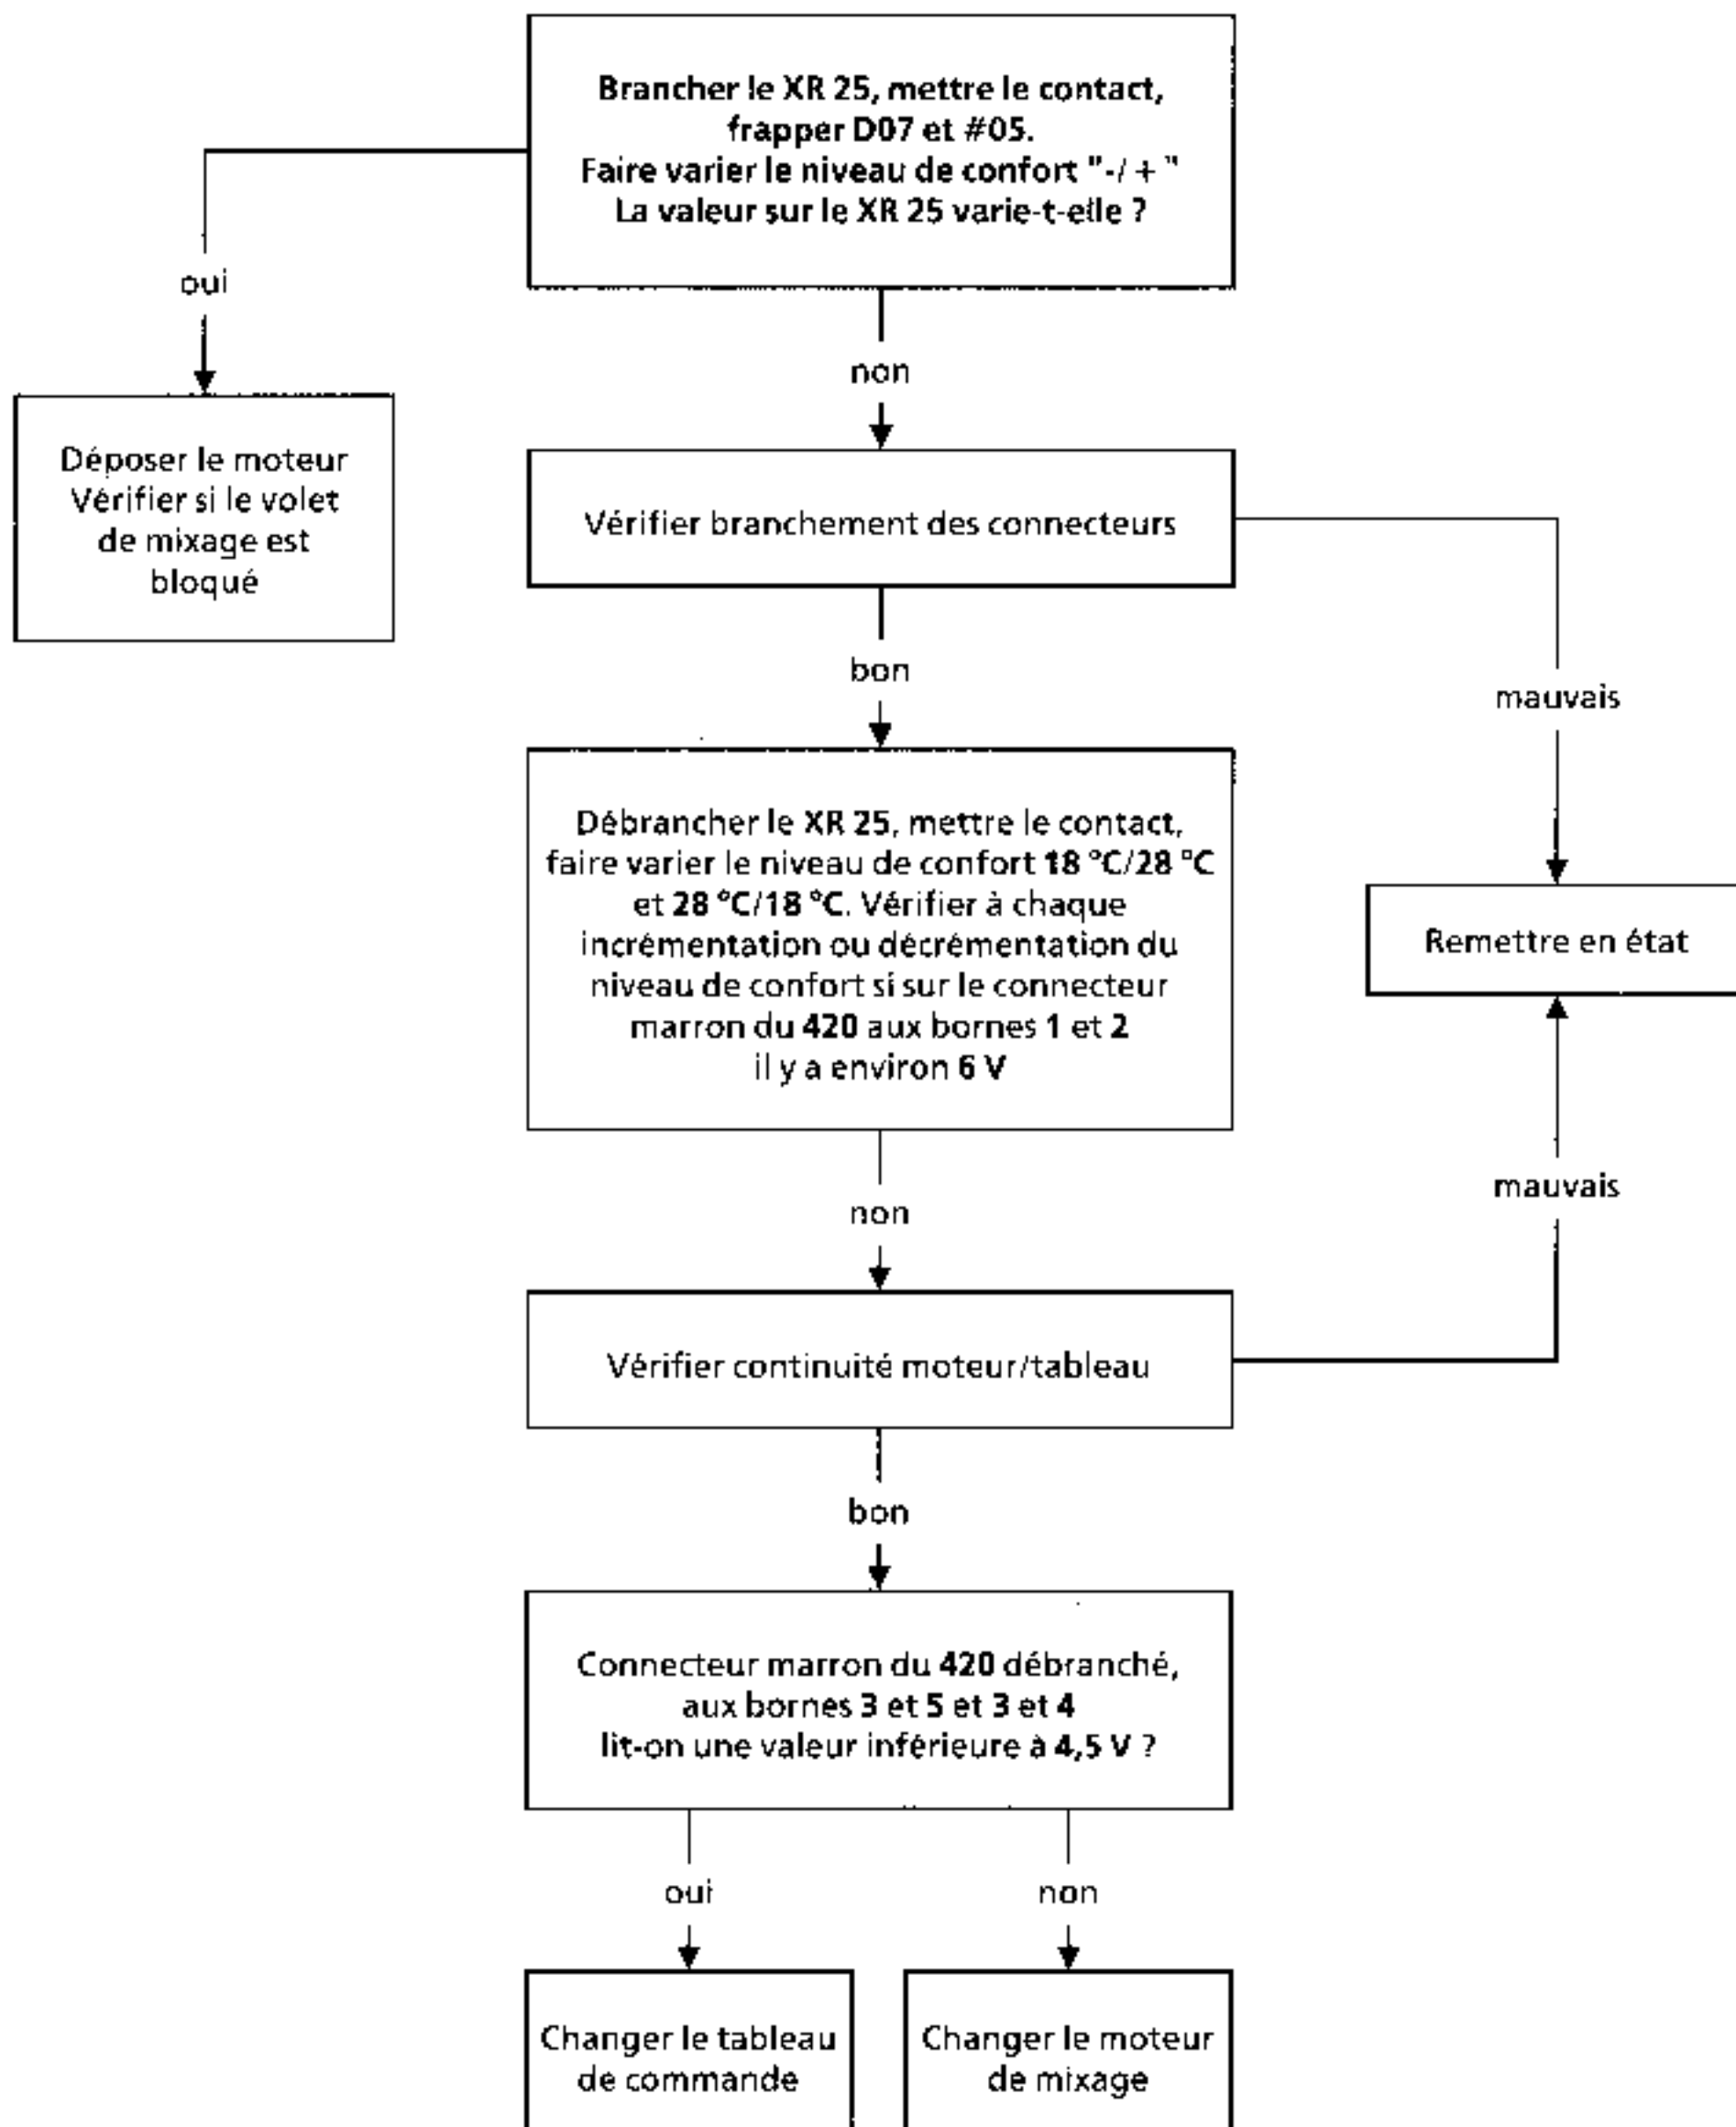 Brancher le XR 25, mettre le contact,
frapper D07 et #05.
Faire varier le niveau de confort "-/ + "
La valeur sur le XR 25 varie-t-elle ?
oui
non
Déposer le moteur
Vérifier si le volet
de mixage est
bloqué
Vérifier branchement des connecteurs
bon
mauvais
Débrancher le XR 25, mettre le contact,
faire varier le niveau de confort 18 °C/28 °C
et 28 °C/18 °C. Vérifier à chaque
incrémentation ou décrémentation du
niveau de confort si sur le connecteur
marron du 420 aux bornes 1 et 2
il y a environ 6 V
Remettre en état
non
mauvais
Vérifier continuité moteur/tableau
bon
Connecteur marron du 420 débranché,
aux bornes 3 et 5 et 3 et 4
lit-on une valeur inférieure à 4,5 V ?
oui
non
Changer le tableau
de commande
Changer le moteur
de mixage